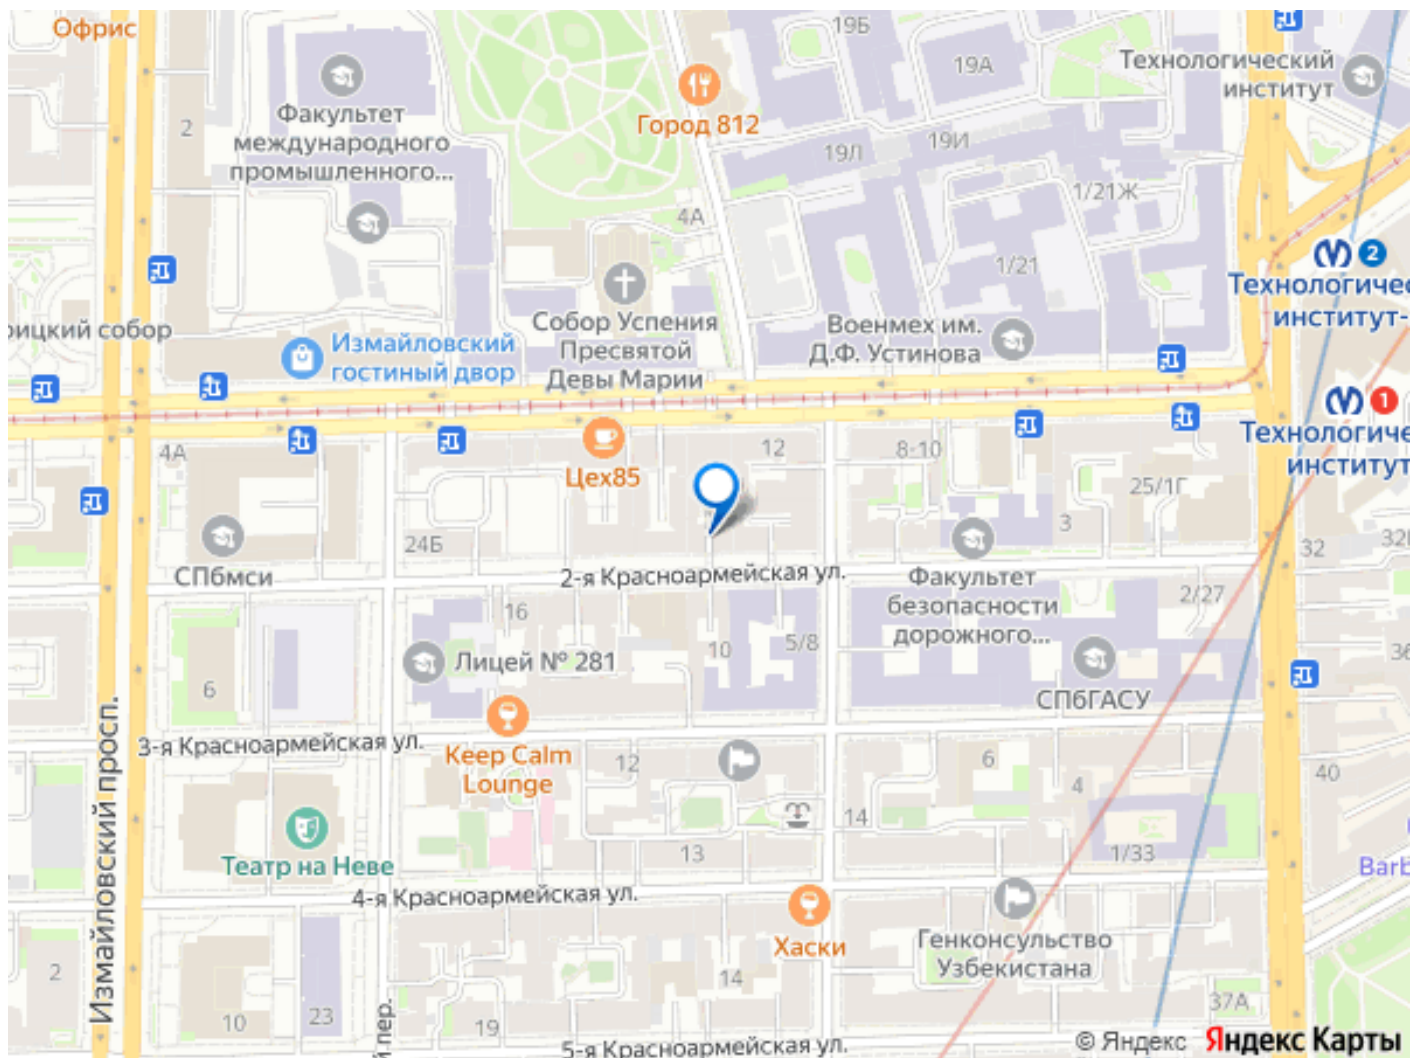 Офрис
19Б
19А
Технологический
институт
2
Факультет
международного
промышленного...
Город 812
19Л
19И
1/21Ж
4А
1/21
2
Технологичес
институт-
рицкий собор
Измайловский
гостиный двор
Собор Успения
Пресвятой
Девы Марии
Военмех им.
Д.Ф. Устинова
1
Технологиче
институт
4А
Цех85
12
8-10
25/1Г
3
24Б
СПбмси
2-я Красноармейская ул.
Факультет
безопасности
дорожного...
32
2/27
16
Лицей № 281
10
5/8
6
СПбГАСУ
36
Измайловский просп.
3-я Красноармейская ул.
Keep Calm
Lounge
12
6
4
40
14
Театр на Неве
13
1/33
Barb
4-я Красноармейская ул.
Хаски
Генконсульство
Узбекистана
2
14
10
23
19
й пер.
37А
5-я Красноармейская ул.
© Яндекс Яндекс Карты